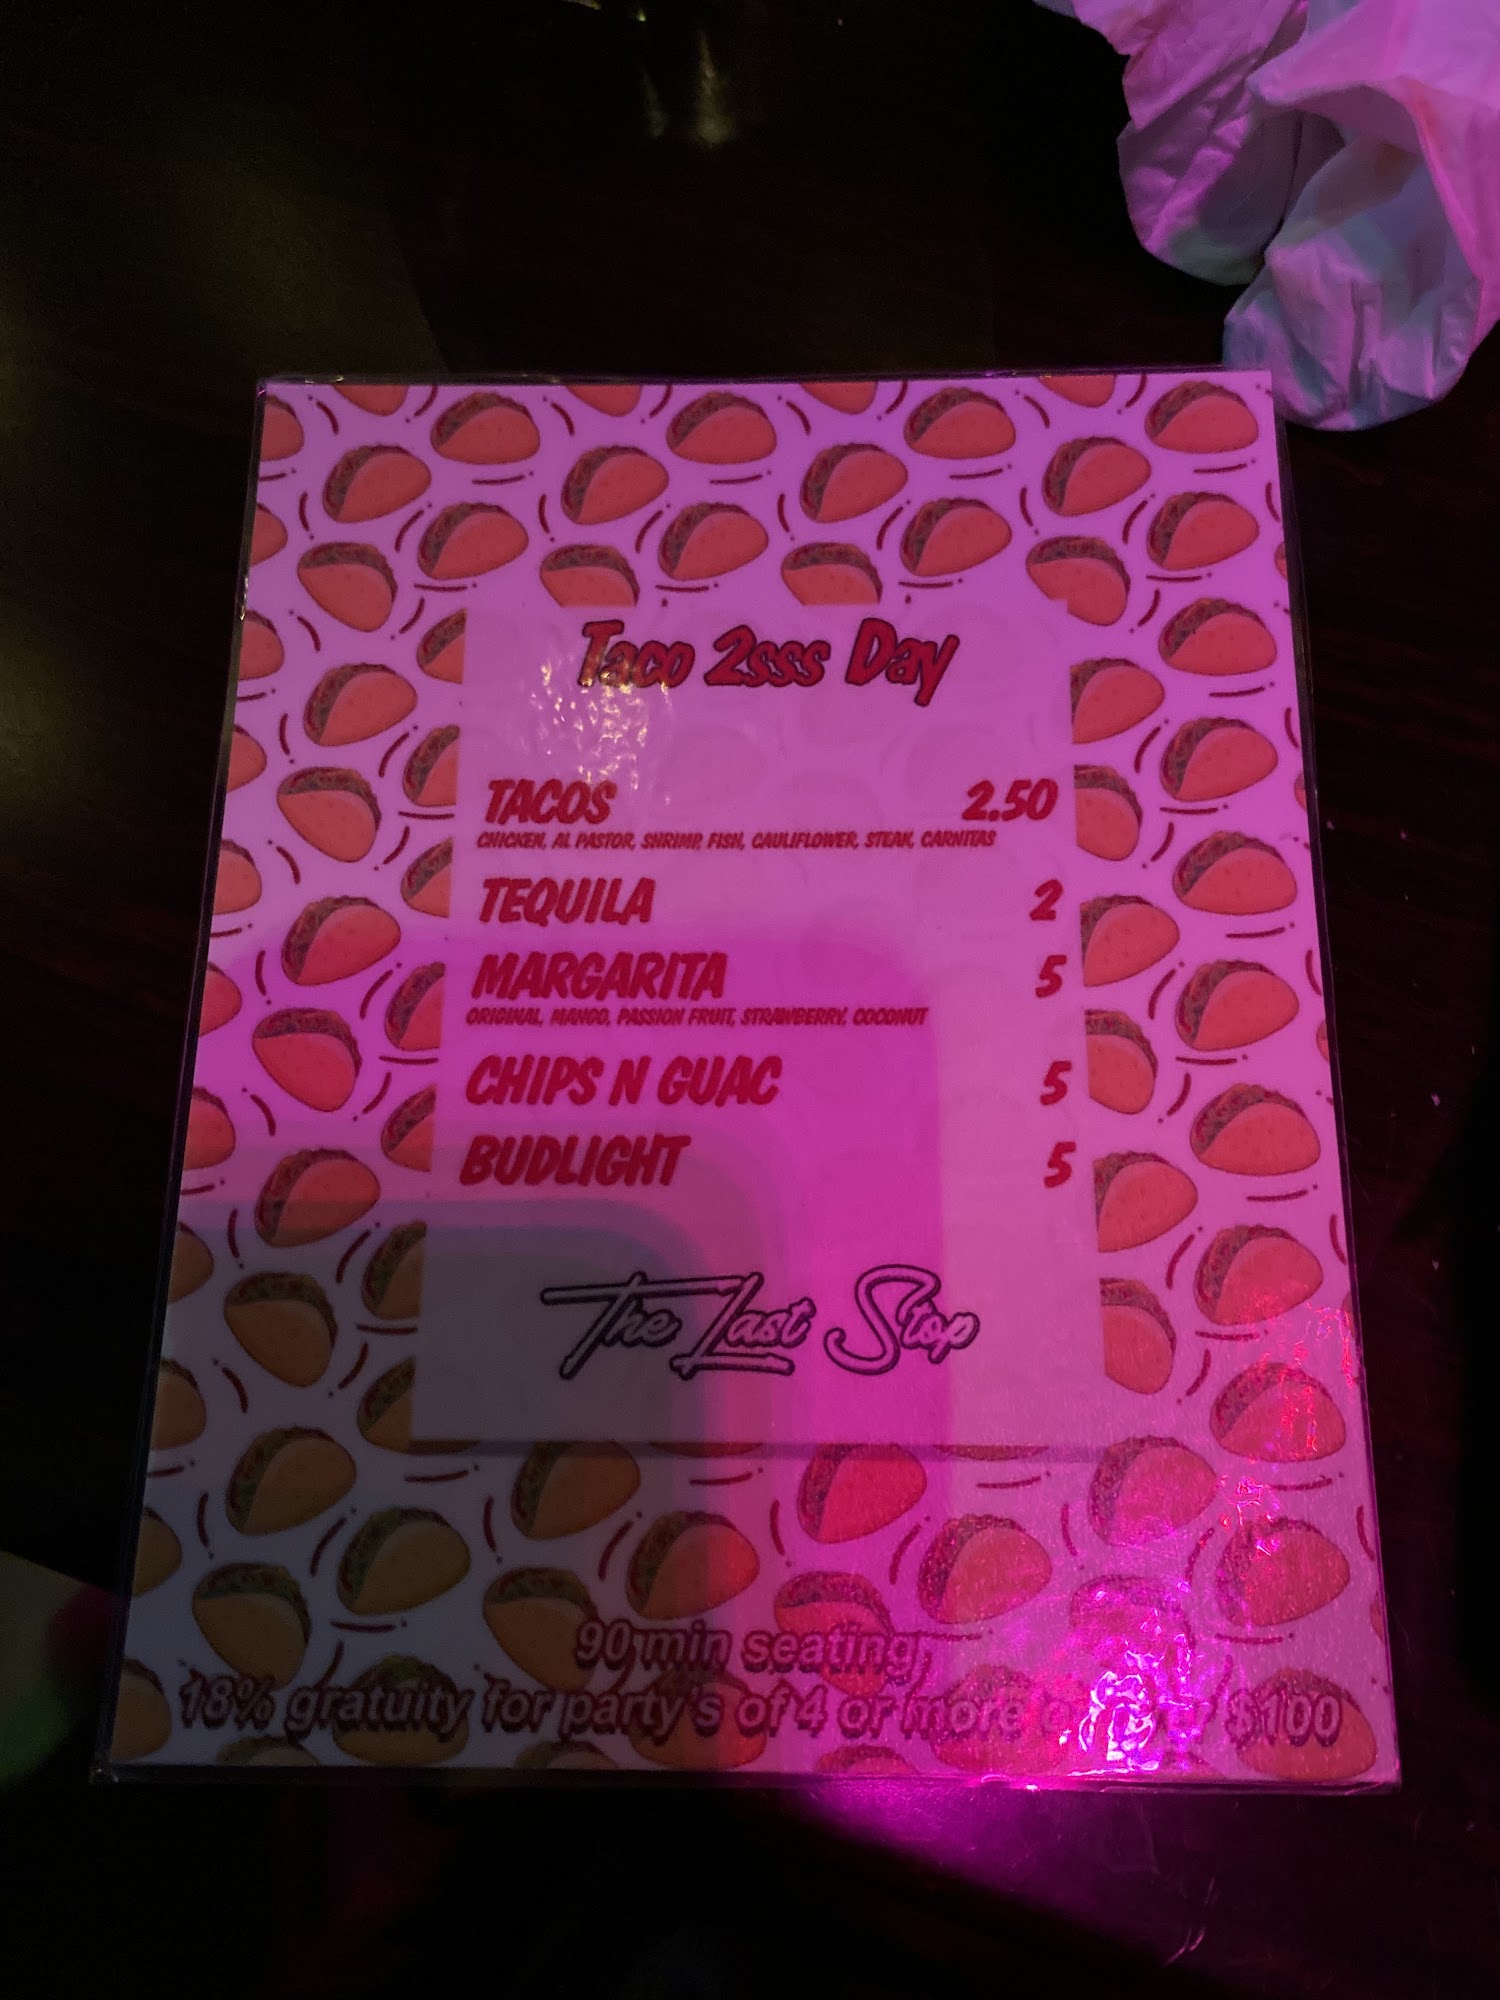 Taco 2sss Day
TACOS 2.50
CHICKEN, AL PASTOR, SHRIMP, FISH, CAULIFLOWER, STEAK, CARNITAS
TEQUILA 2
MARGARITA 5
ORIGINAL, MANGO, PASSION FRUIT, STRAWBERRY, COCONUT
CHIPS N GUAC 5
BUDLIGHT 5
The Last Stop
90 min seating,
18% gratuity for party's of 4 or more $100